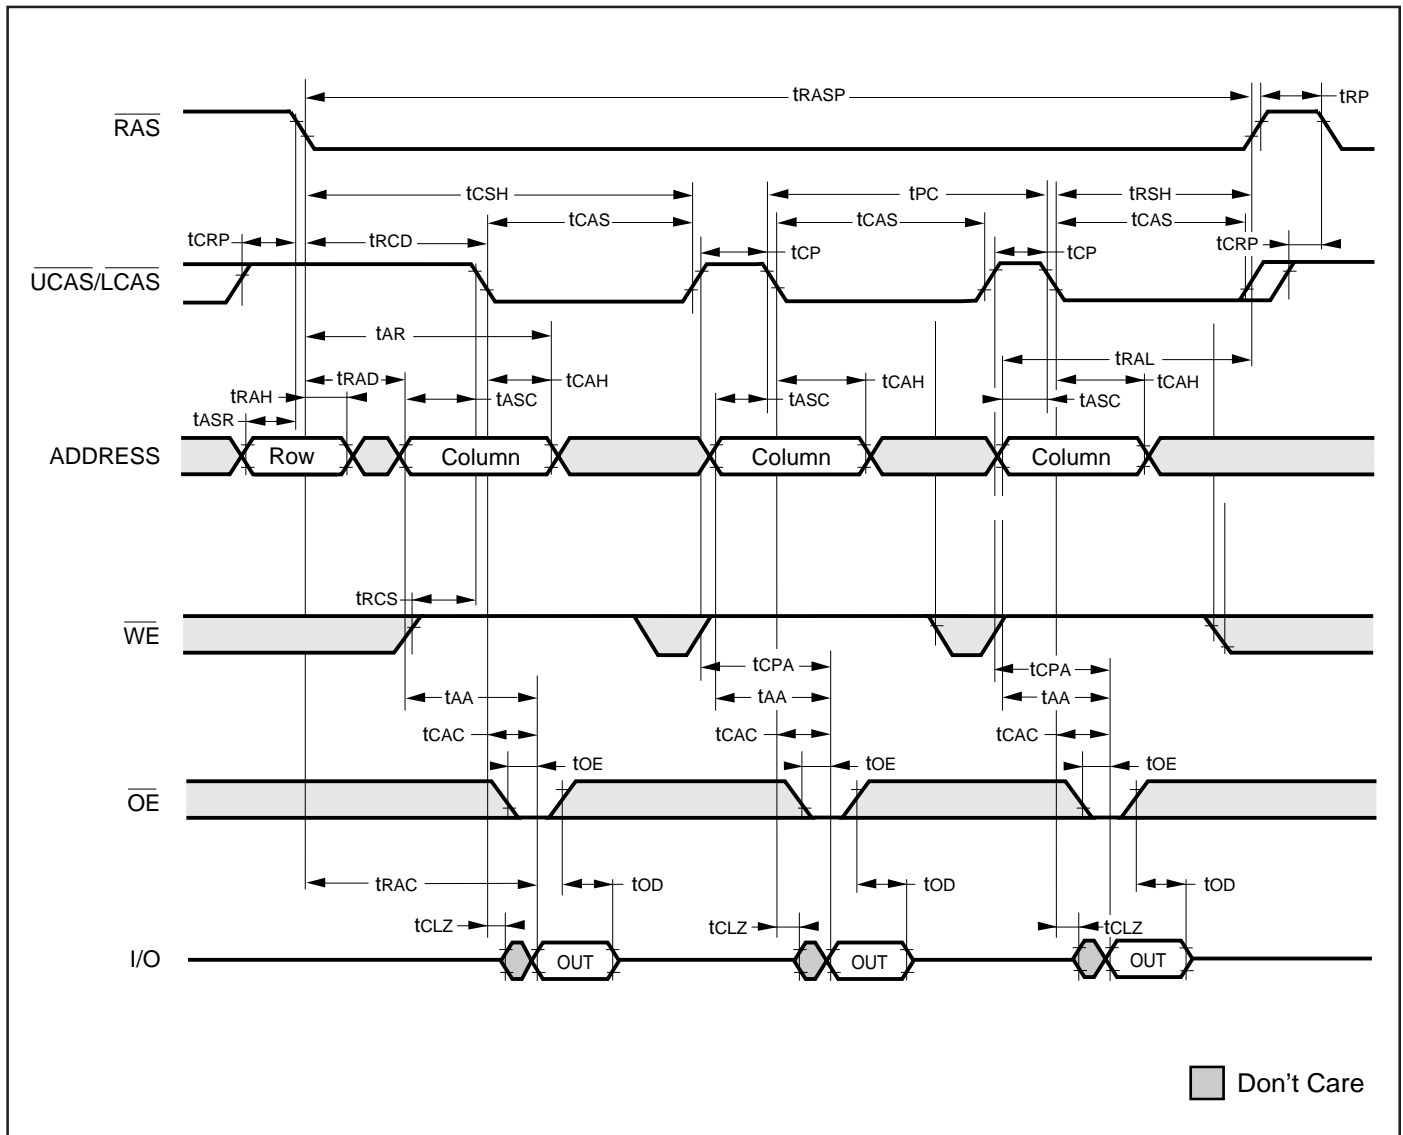 tRASP
tRP
RAS
tCSH
tPC
tRSH
tCAS
tCAS
tCAS
tCRP
tRCD
tCP
tCP
tCRP
UCAS/LCAS
tAR
tRAL
tRAD
tCAH
tCAH
tCAH
tRAH
tASC
tASC
tASC
tASR
ADDRESS
Row
Column
Column
Column
tRCS
WE
tCPA
tCPA
tAA
tAA
tAA
tCAC
tCAC
tCAC
tOE
tOE
tOE
OE
tRAC
tOD
tOD
tOD
tCLZ
tCLZ
tCLZ
I/O
OUT
OUT
OUT
Don't Care